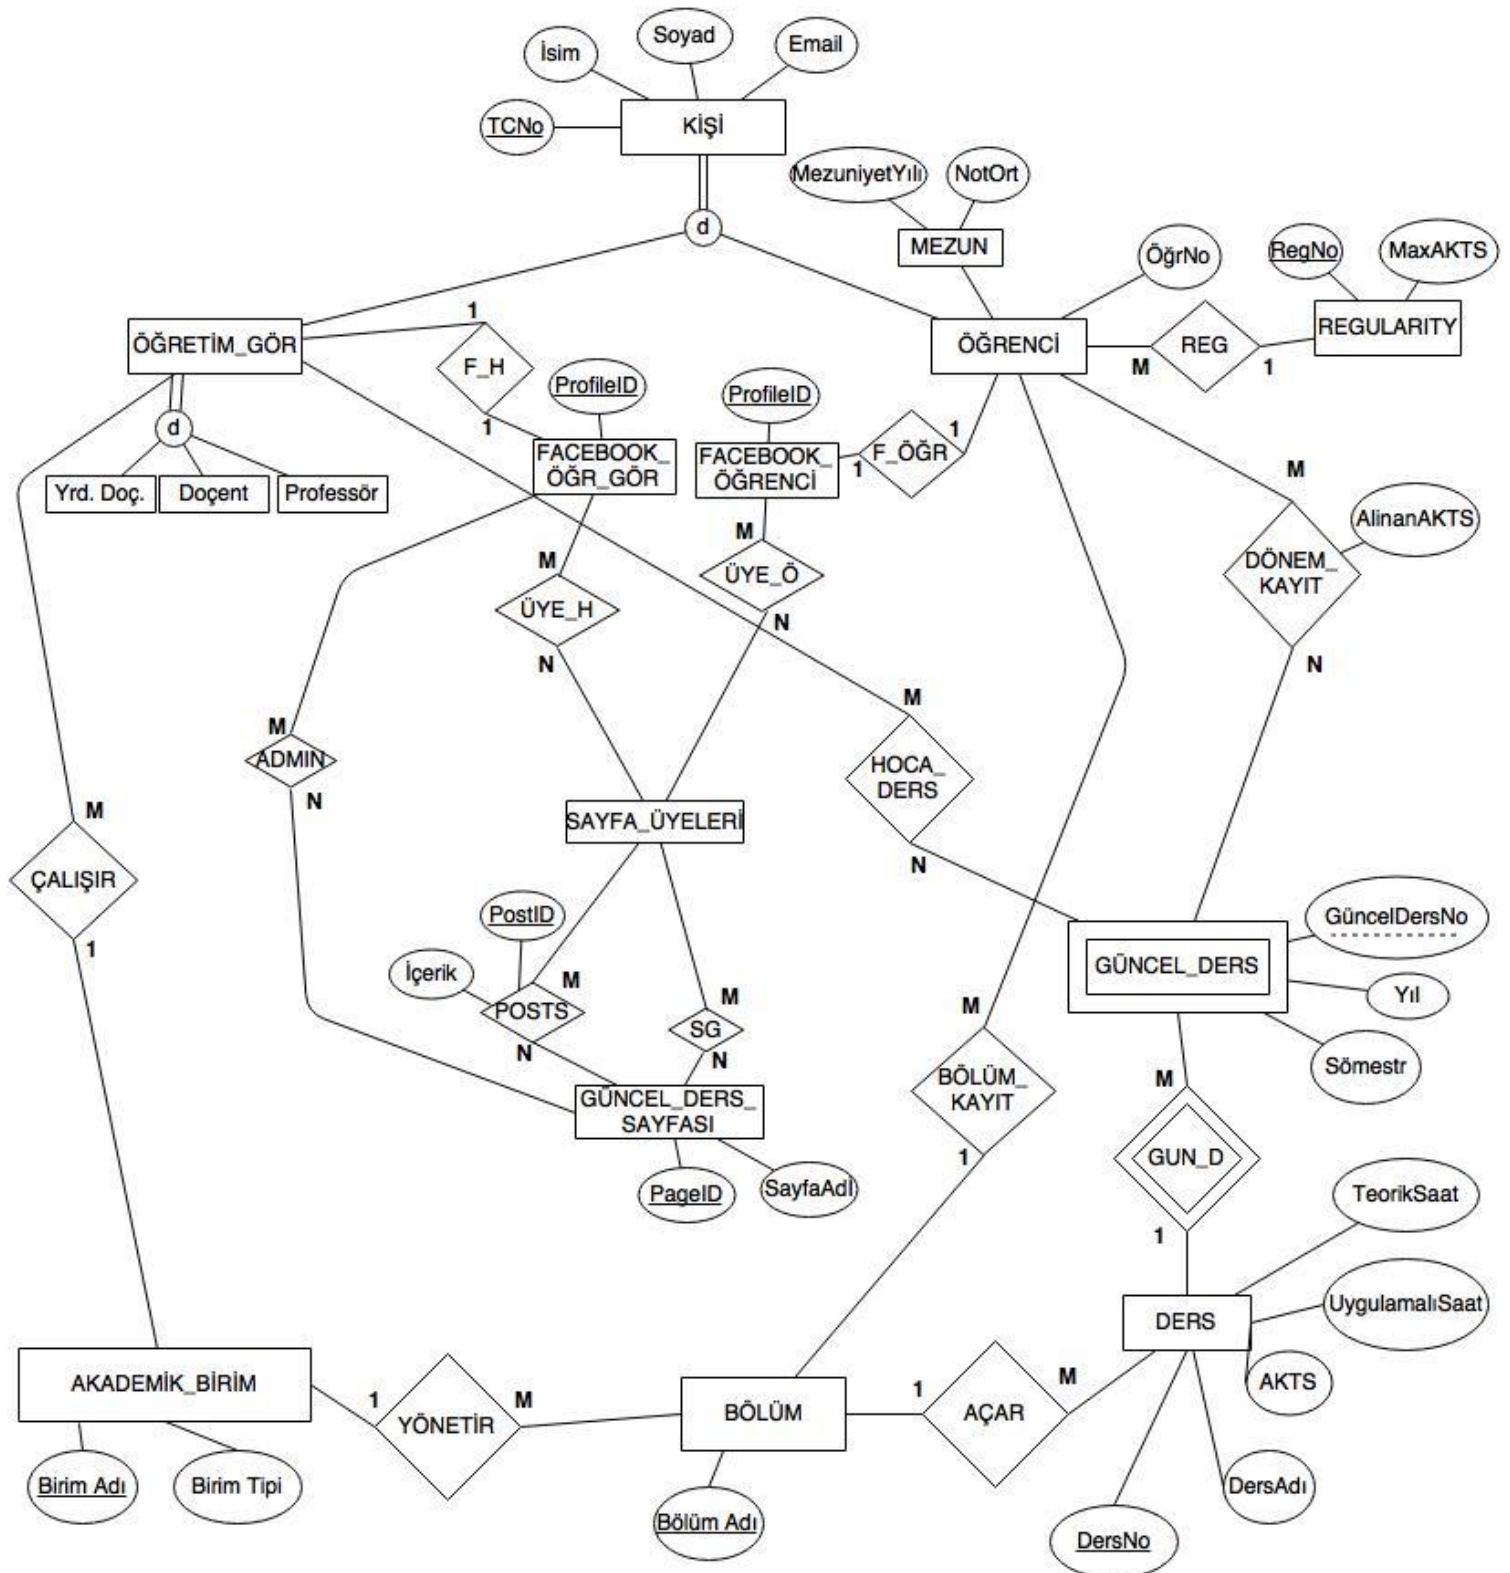 Soyad
İsim
Email
TCNo
KİŞİ
MezuniyetYılı
NotOrt
d
MEZUN
ÖğrNo
RegNo
MaxAKTS
1
ÖĞRETİM_GÖR
F_H
ÖĞRENCİ
M
REG
1
REGULARITY
ProfileID
ProfileID
d
1
FACEBOOK_
ÖĞR_GÖR
FACEBOOK_
ÖĞRENCİ
1
F_ÖĞR
1
Yrd. Doç.
Doçent
Professör
M
AlinanAKTS
M
ÜYE_H
N
M
ÜYE_Ö
N
DÖNEM_
KAYIT
N
M
ADMIN
N
M
HOCA_
DERS
N
M
ÇALIŞIR
1
SAYFA_ÜYELERİ
PostID
İçerik
M
POSTS
N
M
SG
N
GüncelDersNo
GÜNCEL_DERS
Yıl
Sömestr
M
BÖLÜM_
KAYIT
1
GÜNCEL_DERS_
SAYFASI
PageID
SayfaAdİ
M
GUN_D
1
TeorikSaat
UygulamalıSaat
DERS
AKTS
AKADEMİK_BİRİM
1
YÖNETİR
M
BÖLÜM
1
AÇAR
M
Birim Adı
Birim Tipi
Bölüm Adı
DersAdı
DersNo